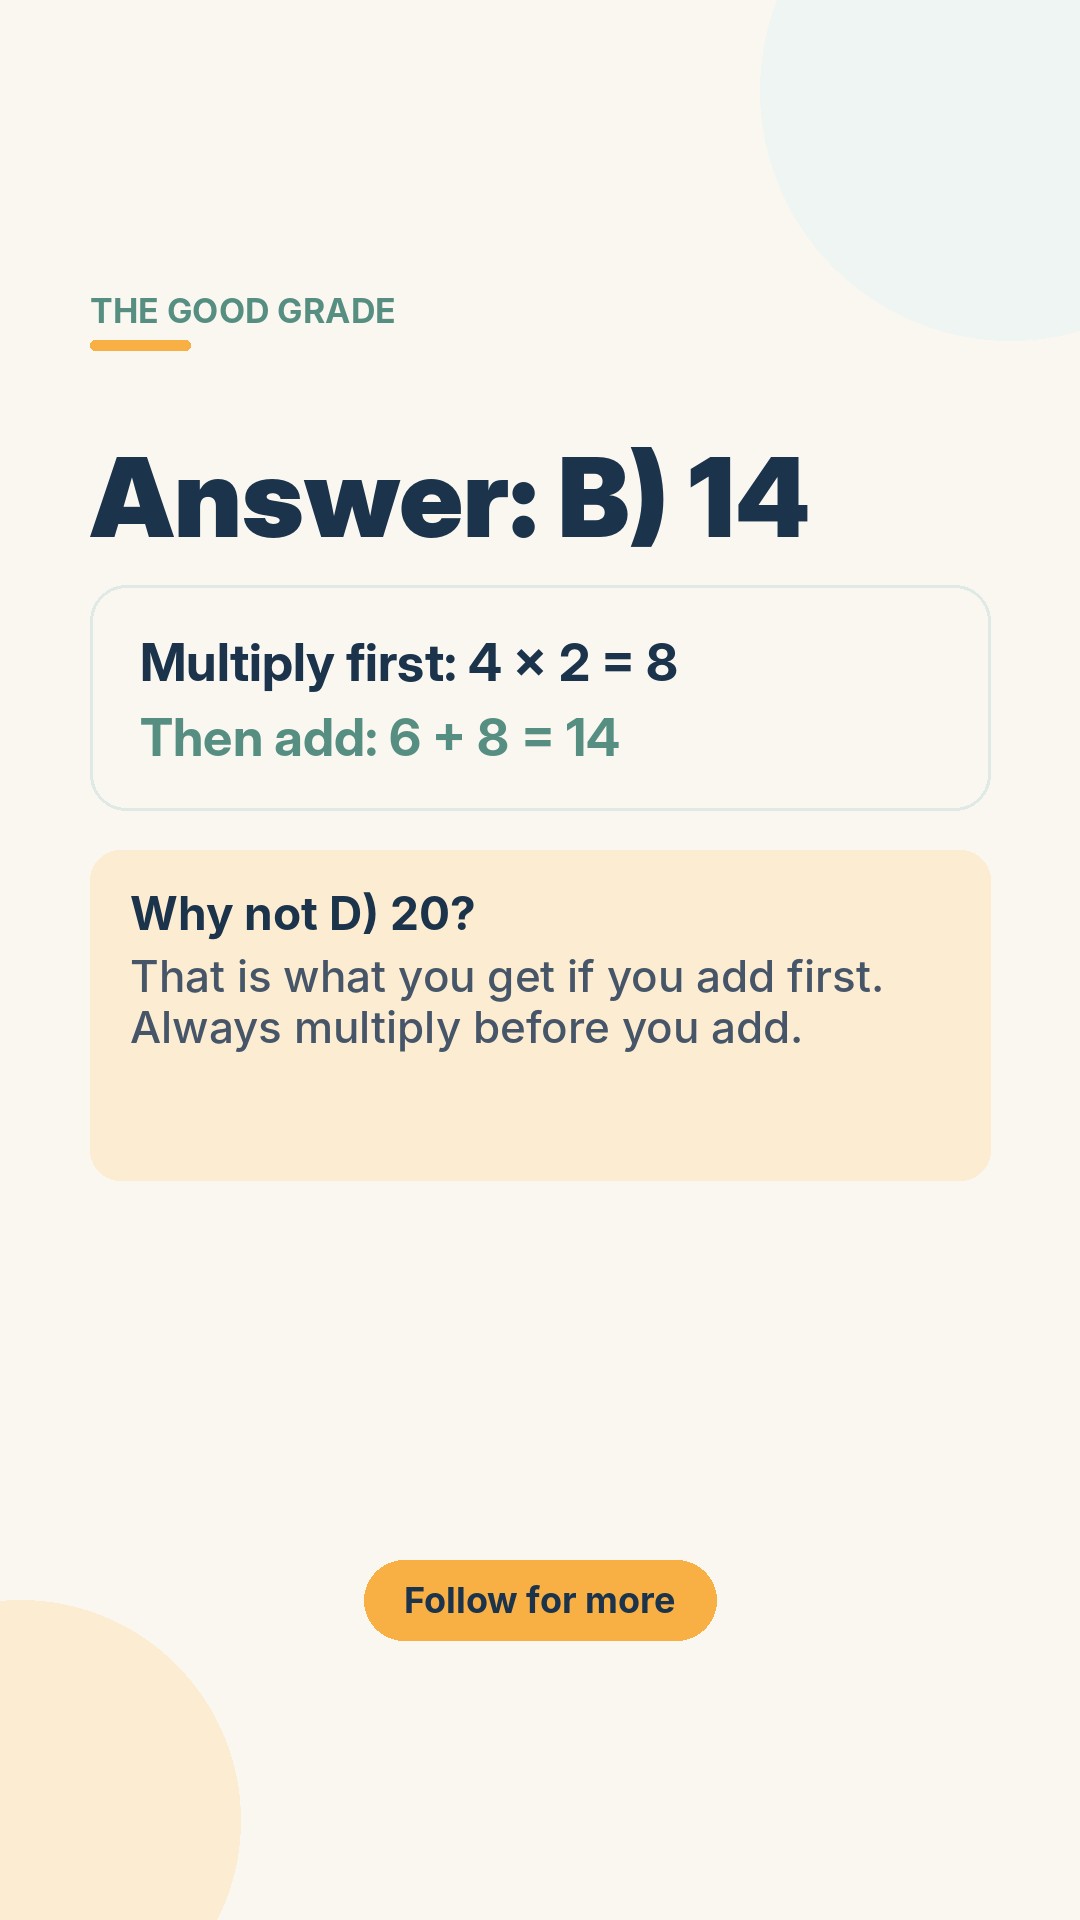 THE GOOD GRADE
Answer: B) 14
Multiply first: 4 × 2 = 8
Then add: 6 + 8 = 14
Why not D) 20?
That is what you get if you add first.
Always multiply before you add.
Follow for more